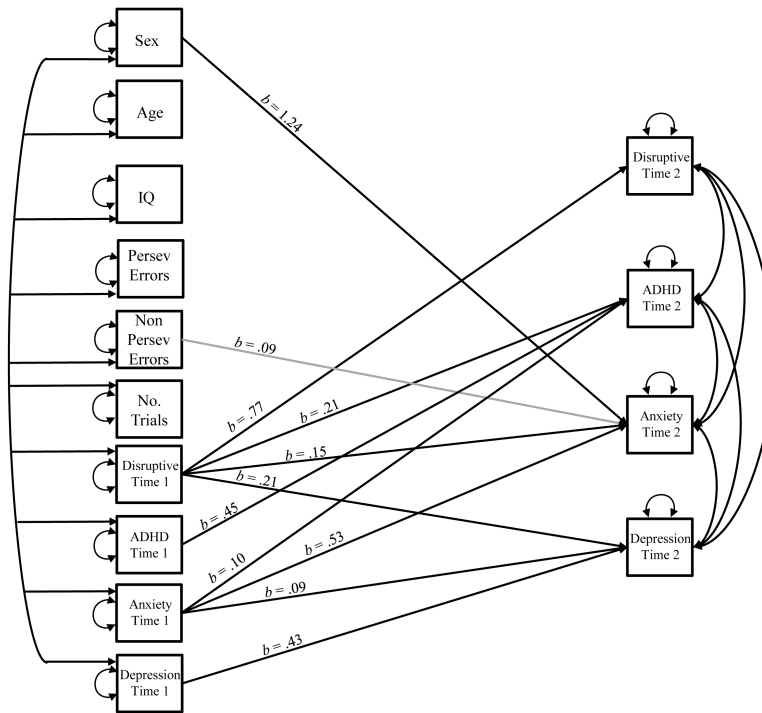 Sex
Age
IQ
Persev
Errors
Non
Persev
Errors
No.
Trials
Disruptive
Time 1
ADHD
Time 1
Anxiety
Time 1
Depression
Time 1
b = 1.24
b = .09
b = .77
b = .21
b = .15
b = .21
b = .45
b = .10
b = .53
b = .09
b = .43
Disruptive
Time 2
ADHD
Time 2
Anxiety
Time 2
Depression
Time 2